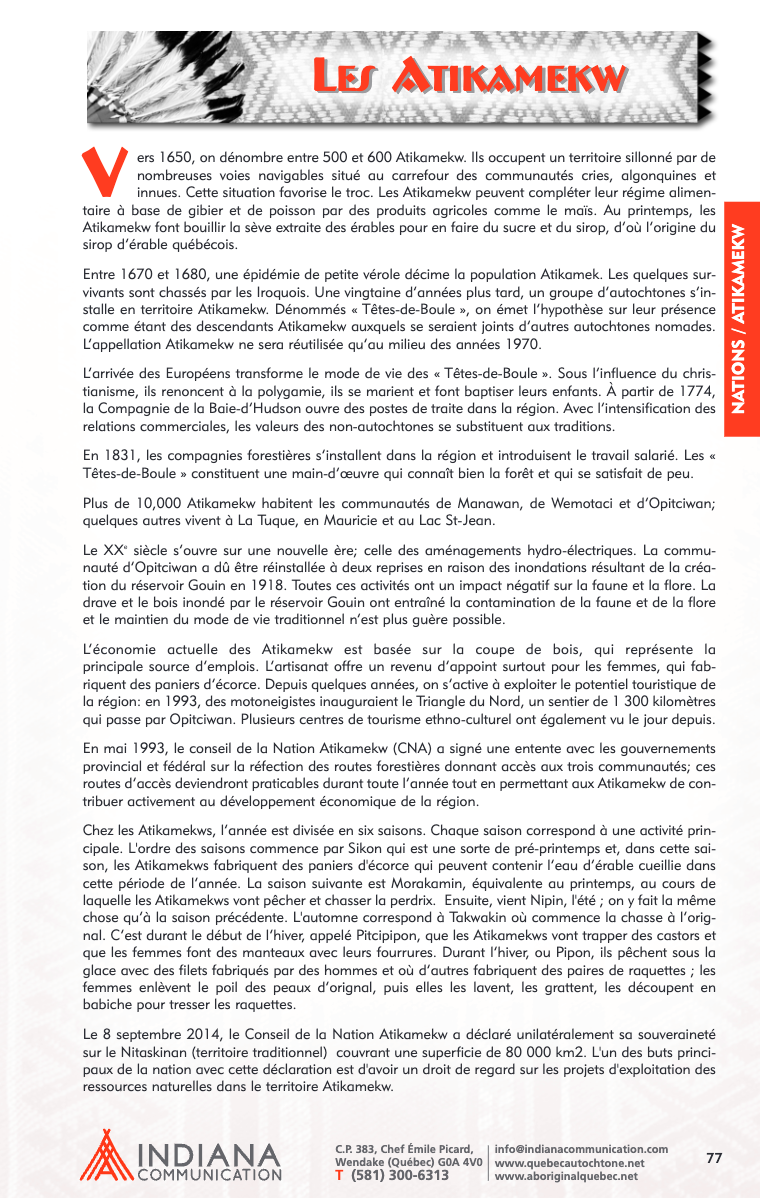 Les Atikamekw
Vers 1650, on dénombre entre 500 et 600 Atikamekw. Ils occupent un territoire sillonné par de
nombreuses voies navigables situé au carrefour des communautés cries, algonquines et
innues. Cette situation favorise le troc. Les Atikamekw peuvent compléter leur régime alimen-
taire à base de gibier et de poisson par des produits agricoles comme le maïs. Au printemps, les
Atikamekw font bouillir la sève extraite des érables pour en faire du sucre et du sirop, d’où l’origine du
sirop d’érable québécois.
Entre 1670 et 1680, une épidémie de petite vérole décime la population Atikamek. Les quelques sur-
vivants sont chassés par les Iroquois. Une vingtaine d’années plus tard, un groupe d’autochtones s’in-
stalle en territoire Atikamekw. Dénommés « Têtes-de-Boule », on émet l’hypothèse sur leur présence
comme étant des descendants Atikamekw auxquels se seraient joints d’autres autochtones nomades.
L’appellation Atikamekw ne sera réutilisée qu’au milieu des années 1970.
L’arrivée des Européens transforme le mode de vie des « Têtes-de-Boule ». Sous l’influence du chris-
tianisme, ils renoncent à la polygamie, ils se marient et font baptiser leurs enfants. À partir de 1774,
la Compagnie de la Baie-d’Hudson ouvre des postes de traite dans la région. Avec l’intensification des
relations commerciales, les valeurs des non-autochtones se substituent aux traditions.
En 1831, les compagnies forestières s’installent dans la région et introduisent le travail salarié. Les «
Têtes-de-Boule » constituent une main-d’œuvre qui connaît bien la forêt et qui se satisfait de peu.
Plus de 10,000 Atikamekw habitent les communautés de Manawan, de Wemotaci et d’Opitciwan;
quelques autres vivent à La Tuque, en Mauricie et au Lac St-Jean.
Le XXe siècle s’ouvre sur une nouvelle ère; celle des aménagements hydro-électriques. La commu-
nauté d’Opitciwan a dû être réinstallée à deux reprises en raison des inondations résultant de la créa-
tion du réservoir Gouin en 1918. Toutes ces activités ont un impact négatif sur la faune et la flore. La
drave et le bois inondé par le réservoir Gouin ont entraîné la contamination de la faune et de la flore
et le maintien du mode de vie traditionnel n’est plus guère possible.
L’économie actuelle des Atikamekw est basée sur la coupe de bois, qui représente la
principale source d’emplois. L’artisanat offre un revenu d’appoint surtout pour les femmes, qui fab-
riquent des paniers d’écorce. Depuis quelques années, on s’active à exploiter le potentiel touristique de
la région: en 1993, des motoneigistes inauguraient le Triangle du Nord, un sentier de 1 300 kilomètres
qui passe par Opitciwan. Plusieurs centres de tourisme ethno-culturel ont également vu le jour depuis.
En mai 1993, le conseil de la Nation Atikamekw (CNA) a signé une entente avec les gouvernements
provincial et fédéral sur la réfection des routes forestières donnant accès aux trois communautés; ces
routes d’accès deviendront praticables durant toute l’année tout en permettant aux Atikamekw de con-
tribuer activement au développement économique de la région.
Chez les Atikamekws, l’année est divisée en six saisons. Chaque saison correspond à une activité prin-
cipale. L'ordre des saisons commence par Sikon qui est une sorte de pré-printemps et, dans cette sai-
son, les Atikamekws fabriquent des paniers d'écorce qui peuvent contenir l’eau d’érable cueillie dans
cette période de l’année. La saison suivante est Morakamin, équivalente au printemps, au cours de
laquelle les Atikamekws vont pêcher et chasser la perdrix. Ensuite, vient Nipin, l'été ; on y fait la même
chose qu’à la saison précédente. L'automne correspond à Takwakin où commence la chasse à l’orig-
nal. C’est durant le début de l’hiver, appelé Pitcipipon, que les Atikamekws vont trapper des castors et
que les femmes font des manteaux avec leurs fourrures. Durant l’hiver, ou Pipon, ils pêchent sous la
glace avec des filets fabriqués par des hommes et où d’autres fabriquent des paires de raquettes ; les
femmes enlèvent le poil des peaux d’orignal, puis elles les lavent, les grattent, les découpent en
babiche pour tresser les raquettes.
Le 8 septembre 2014, le Conseil de la Nation Atikamekw a déclaré unilatéralement sa souveraineté
sur le Nitaskinan (territoire traditionnel) couvrant une superficie de 80 000 km2. L'un des buts princi-
paux de la nation avec cette déclaration est d'avoir un droit de regard sur les projets d'exploitation des
ressources naturelles dans le territoire Atikamekw.
NATIONS / ATIKAMEKW
INDIANA
COMMUNICATION
C.P. 383, Chef Émile Picard,
Wendake (Québec) G0A 4V0
T (581) 300-6313
info@indianacommunication.com
www.quebecautochtone.net
www.aboriginalquebec.net
77